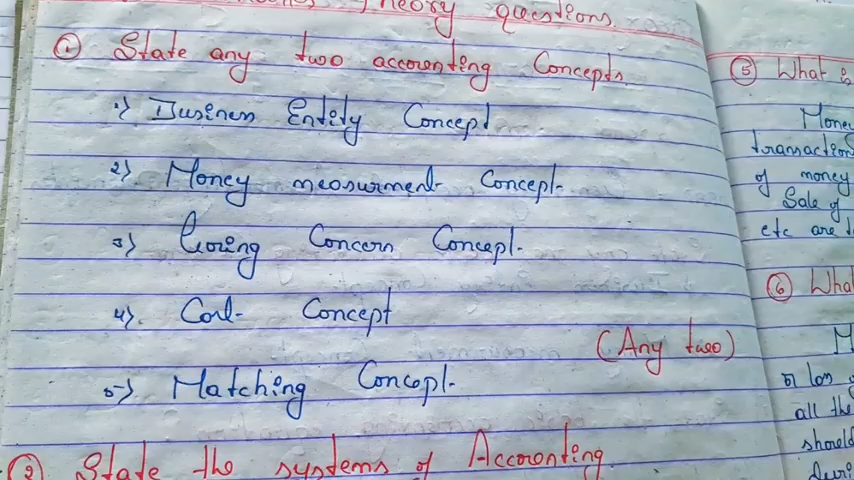 Theory questions
① State any two accounting Concepts.
1) Business Entity Concept
2) Money measurment Concept.
3) Going Concern Concept.
4) Cost Concept
(Any two)
5) Matching Concept.
② State the systems of Accounting
⑤ What is
Money
transaction
of money
Sale of
etc are
⑥ What
or loss
all the
should